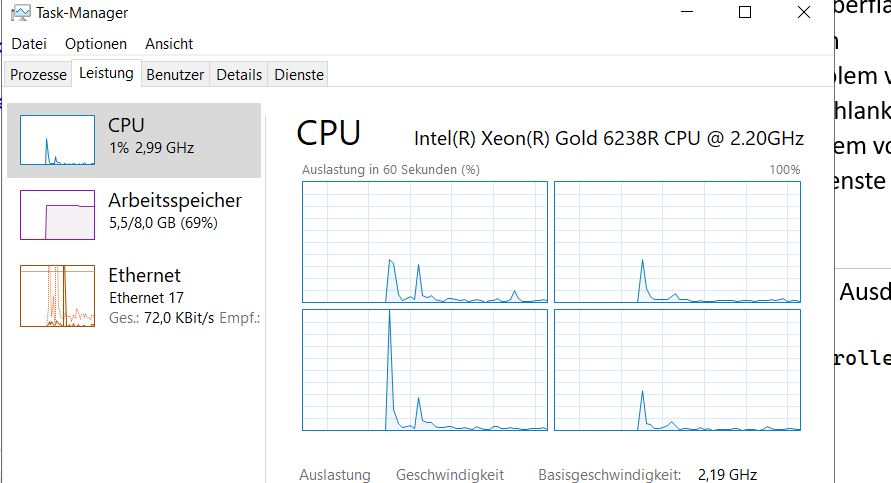 Task-Manager
Datei Optionen Ansicht
Prozesse Leistung Benutzer Details Dienste
CPU
1% 2,99 GHz
Arbeitsspeicher
5,5/8,0 GB (69%)
Ethernet
Ethernet 17
Ges.: 72,0 KBit/s Empf.:
CPU Intel(R) Xeon(R) Gold 6238R CPU @ 2.20GHz
Auslastung in 60 Sekunden (%) 100%
Auslastung Geschwindigkeit Basisgeschwindigkeit: 2,19 GHz
lem v
hlank
em vo
enste
Ausd
rolle